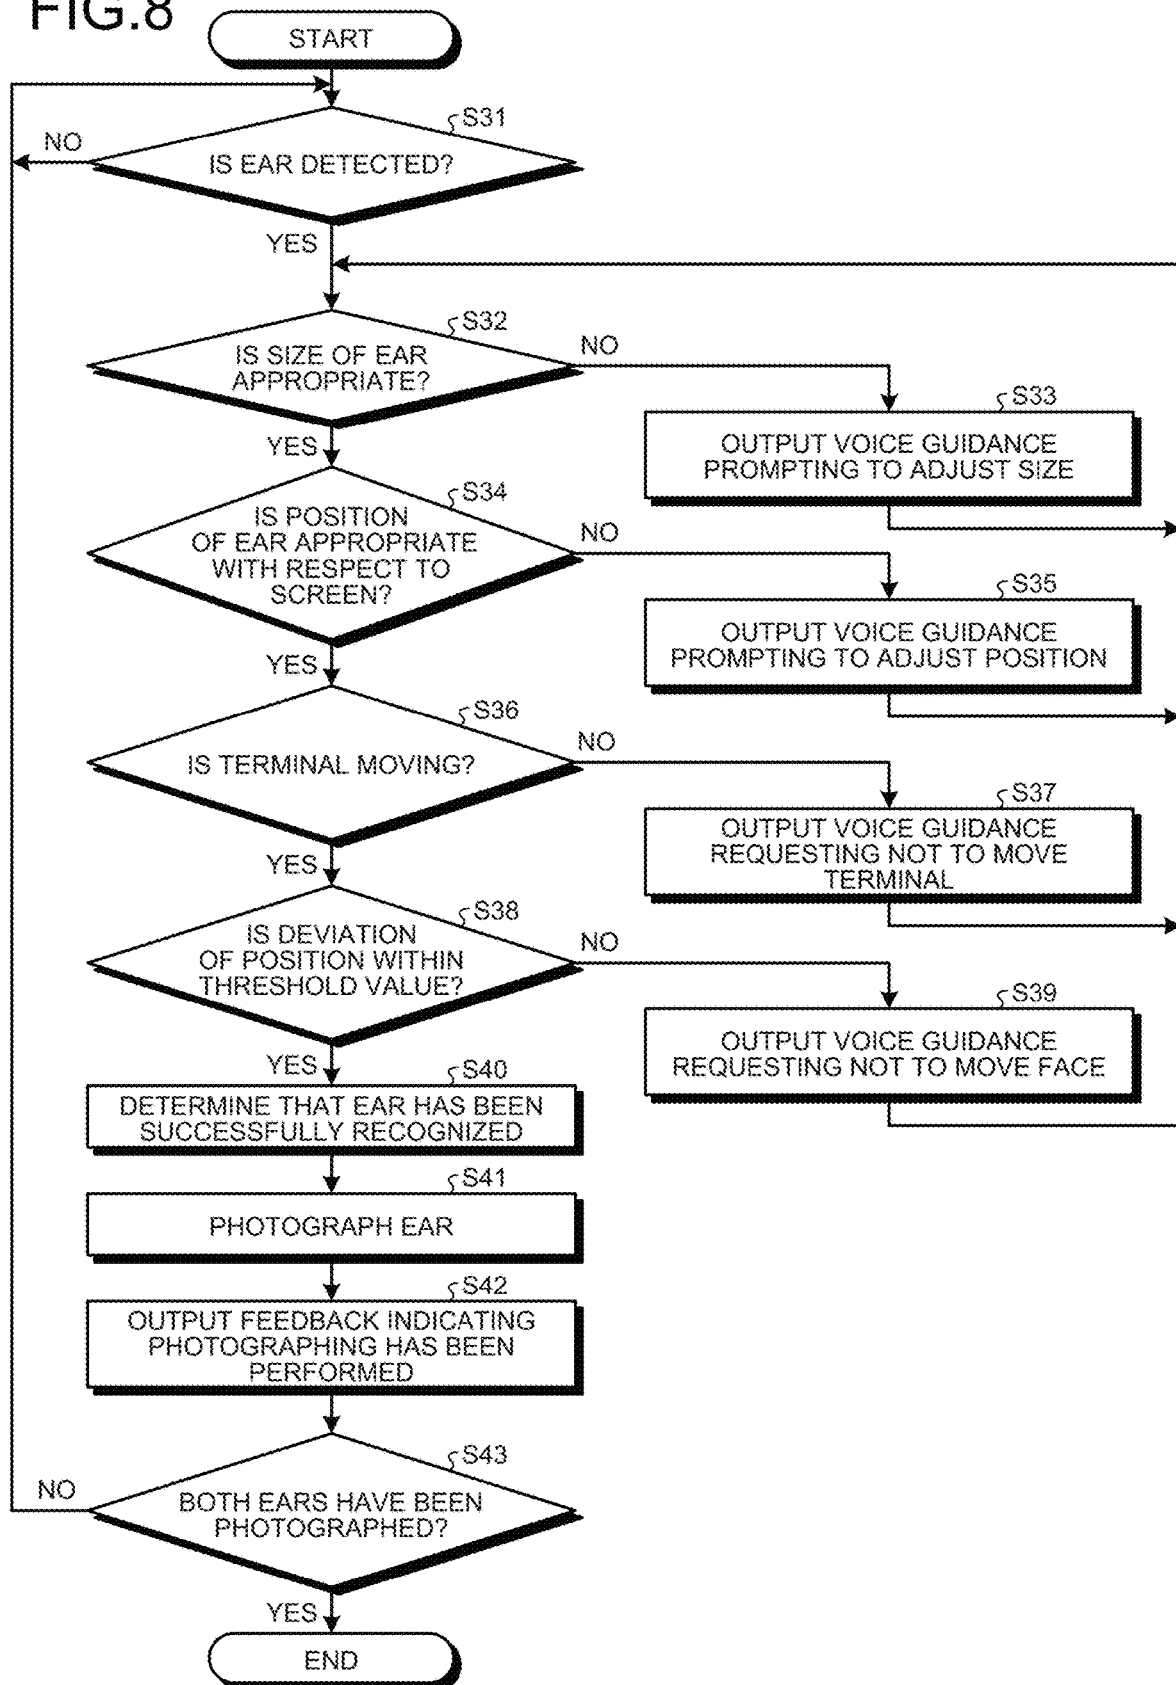 FIG.8
START
S31
NO
IS EAR DETECTED?
YES
S32
NO
IS SIZE OF EAR
APPROPRIATE?
S33
OUTPUT VOICE GUIDANCE
PROMPTING TO ADJUST SIZE
YES
S34
NO
IS POSITION
OF EAR APPROPRIATE
WITH RESPECT TO
SCREEN?
S35
OUTPUT VOICE GUIDANCE
PROMPTING TO ADJUST POSITION
YES
S36
NO
IS TERMINAL MOVING?
S37
OUTPUT VOICE GUIDANCE
REQUESTING NOT TO MOVE
TERMINAL
YES
S38
NO
IS DEVIATION
OF POSITION WITHIN
THRESHOLD VALUE?
S39
OUTPUT VOICE GUIDANCE
REQUESTING NOT TO MOVE FACE
YES
S40
DETERMINE THAT EAR HAS BEEN
SUCCESSFULLY RECOGNIZED
S41
PHOTOGRAPH EAR
S42
OUTPUT FEEDBACK INDICATING
PHOTOGRAPHING HAS BEEN
PERFORMED
S43
NO
BOTH EARS HAVE BEEN
PHOTOGRAPHED?
YES
END